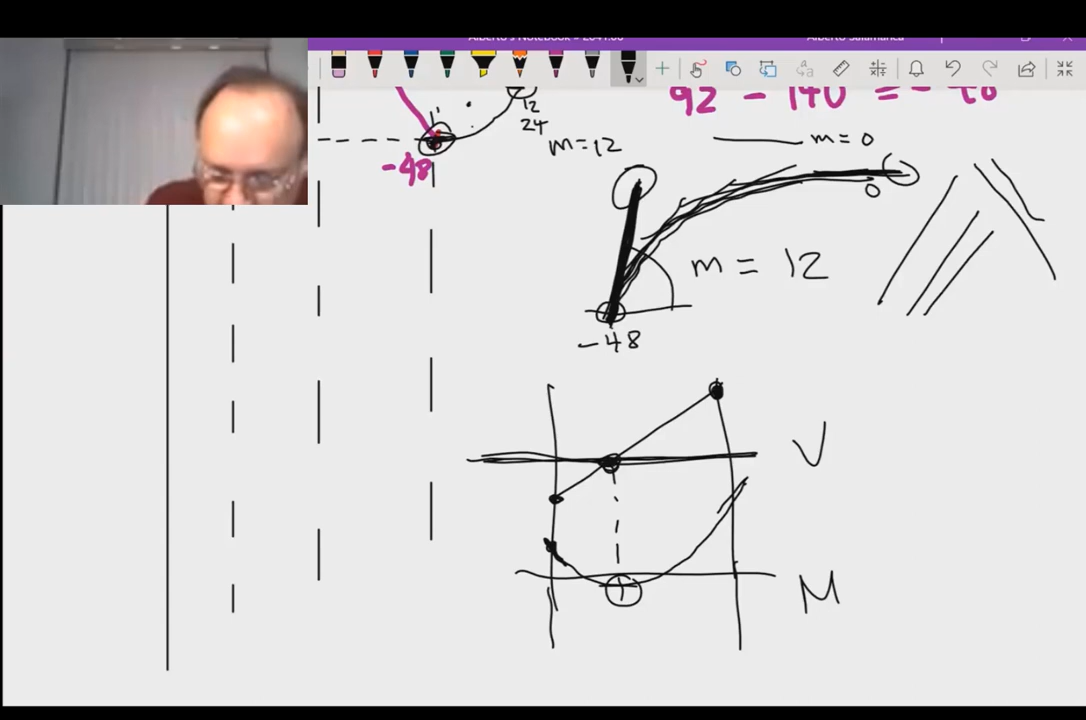 92 - 140 = -48
12
24
m=12
-48
m=0
0
m = 12
-48
V
M